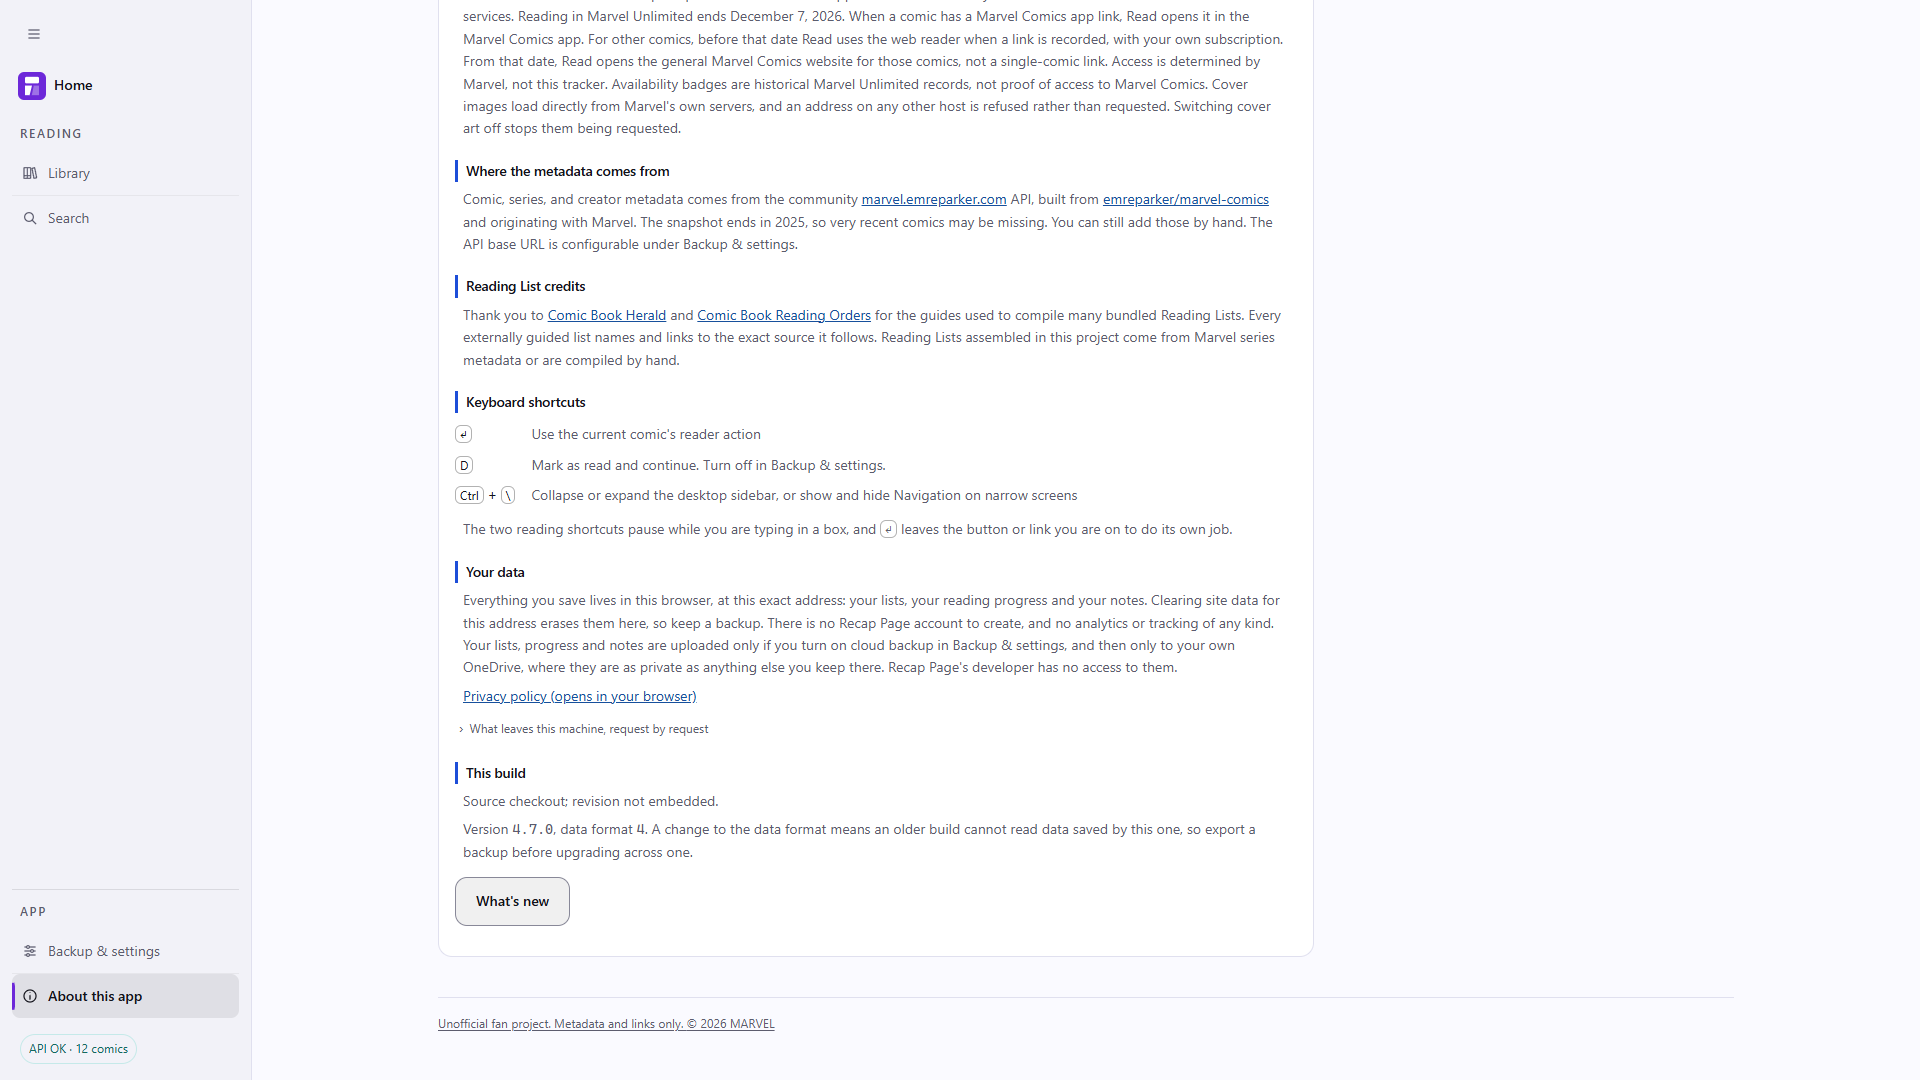 Home
READING
Library
Search
APP
Backup & settings
About this app
API OK · 12 comics
services. Reading in Marvel Unlimited ends December 7, 2026. When a comic has a Marvel Comics app link, Read opens it in the
Marvel Comics app. For other comics, before that date Read uses the web reader when a link is recorded, with your own subscription.
From that date, Read opens the general Marvel Comics website for those comics, not a single-comic link. Access is determined by
Marvel, not this tracker. Availability badges are historical Marvel Unlimited records, not proof of access to Marvel Comics. Cover
images load directly from Marvel's own servers, and an address on any other host is refused rather than requested. Switching cover
art off stops them being requested.
Where the metadata comes from
Comic, series, and creator metadata comes from the community marvel.emreparker.com API, built from emreparker/marvel-comics
and originating with Marvel. The snapshot ends in 2025, so very recent comics may be missing. You can still add those by hand. The
API base URL is configurable under Backup & settings.
Reading List credits
Thank you to Comic Book Herald and Comic Book Reading Orders for the guides used to compile many bundled Reading Lists. Every
externally guided list names and links to the exact source it follows. Reading Lists assembled in this project come from Marvel series
metadata or are compiled by hand.
Keyboard shortcuts
↵ Use the current comic's reader action
D Mark as read and continue. Turn off in Backup & settings.
Ctrl + \ Collapse or expand the desktop sidebar, or show and hide Navigation on narrow screens
The two reading shortcuts pause while you are typing in a box, and ↵ leaves the button or link you are on to do its own job.
Your data
Everything you save lives in this browser, at this exact address: your lists, your reading progress and your notes. Clearing site data for
this address erases them here, so keep a backup. There is no Recap Page account to create, and no analytics or tracking of any kind.
Your lists, progress and notes are uploaded only if you turn on cloud backup in Backup & settings, and then only to your own
OneDrive, where they are as private as anything else you keep there. Recap Page's developer has no access to them.
Privacy policy (opens in your browser)
› What leaves this machine, request by request
This build
Source checkout; revision not embedded.
Version 4.7.0, data format 4. A change to the data format means an older build cannot read data saved by this one, so export a
backup before upgrading across one.
What's new
Unofficial fan project. Metadata and links only. © 2026 MARVEL